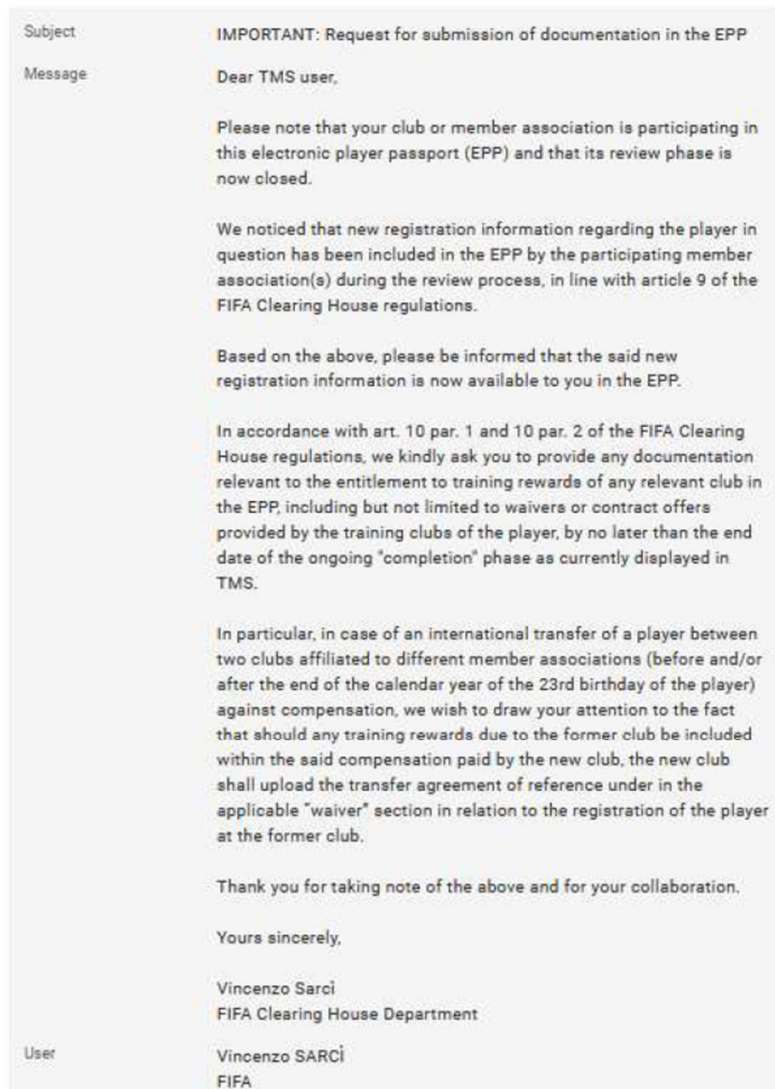 Subject IMPORTANT: Request for submission of documentation in the EPP
Message Dear TMS user,
Please note that your club or member association is participating in
this electronic player passport (EPP) and that its review phase is
now closed.
We noticed that new registration information regarding the player in
question has been included in the EPP by the participating member
association(s) during the review process, in line with article 9 of the
FIFA Clearing House regulations.
Based on the above, please be informed that the said new
registration information is now available to you in the EPP.
In accordance with art. 10 par. 1 and 10 par. 2 of the FIFA Clearing
House regulations, we kindly ask you to provide any documentation
relevant to the entitlement to training rewards of any relevant club in
the EPP, including but not limited to waivers or contract offers
provided by the training clubs of the player, by no later than the end
date of the ongoing "completion" phase as currently displayed in
TMS.
In particular, in case of an international transfer of a player between
two clubs affiliated to different member associations (before and/or
after the end of the calendar year of the 23rd birthday of the player)
against compensation, we wish to draw your attention to the fact
that should any training rewards due to the former club be included
within the said compensation paid by the new club, the new club
shall upload the transfer agreement of reference under in the
applicable "waiver" section in relation to the registration of the player
at the former club.
Thank you for taking note of the above and for your collaboration.
Yours sincerely,
Vincenzo Sarcì
FIFA Clearing House Department
User Vincenzo SARCÌ
FIFA